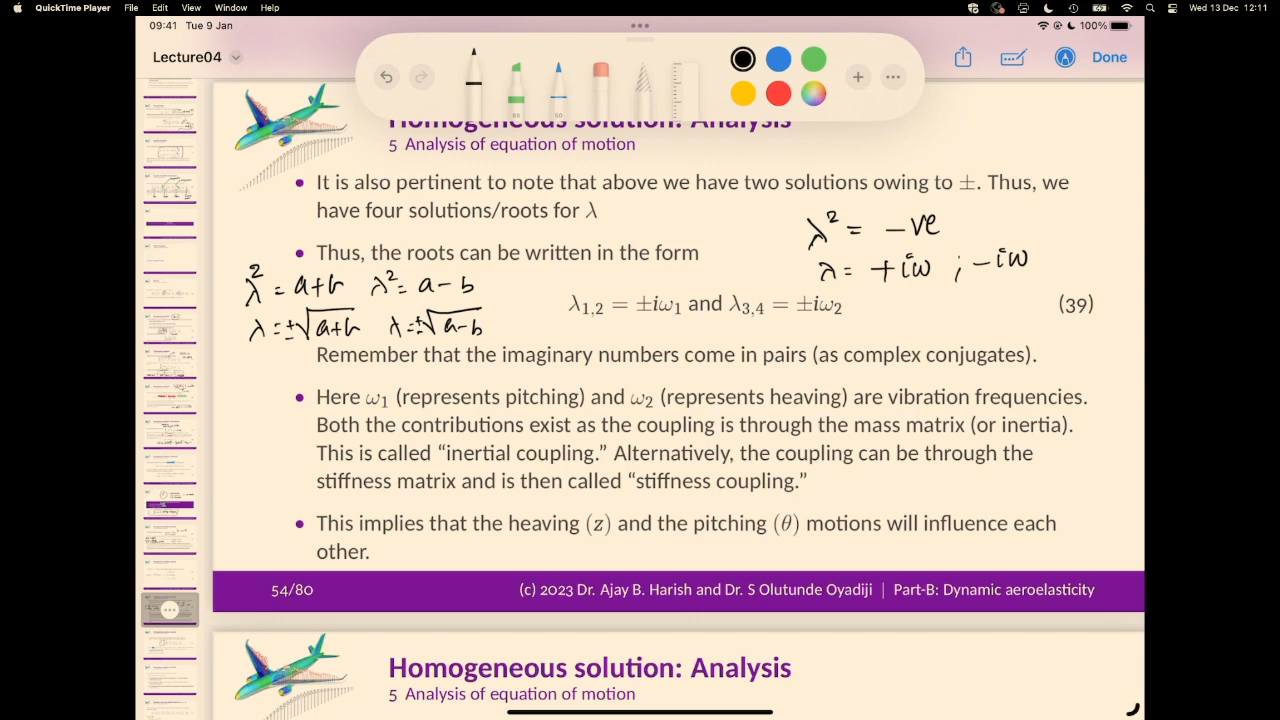 QuickTime Player File Edit View Window Help Wed 13 Dec 12:11
09:41 Tue 9 Jan 100%
Lecture04 Done
80 50
Homogeneous solution: Analysis
5 Analysis of equation of motion
• It is also pertinent to note that above we have two solutions owing to ±. Thus, we
have four solutions/roots for λ
λ² = -ve
• Thus, the roots can be written in the form
λ = +iω ; -iω
λ² = a+b λ² = a-b
λ₁,₂ = ±iω₁ and λ₃,₄ = ±iω₂ (39)
λ = ±√a+b λ = ±√a-b
Remember that the imaginary numbers come in pairs (as complex conjugates).
• Here ω₁ (represents pitching) and ω₂ (represents heaving) are vibration frequencies.
Both the contributions exist as the coupling is through the mass matrix (or inertia).
This is called “inertial coupling.” Alternatively, the coupling can be through the
stiffness matrix and is then called “stiffness coupling.”
• This implies that the heaving (z) and the pitching (θ) motions will influence each
other.
54/80 (c) 2023 Dr. Ajay B. Harish and Dr. S Olutunde Oyadiji | Part-B: Dynamic aeroelasticity
Homogeneous solution: Analysis
5 Analysis of equation of motion